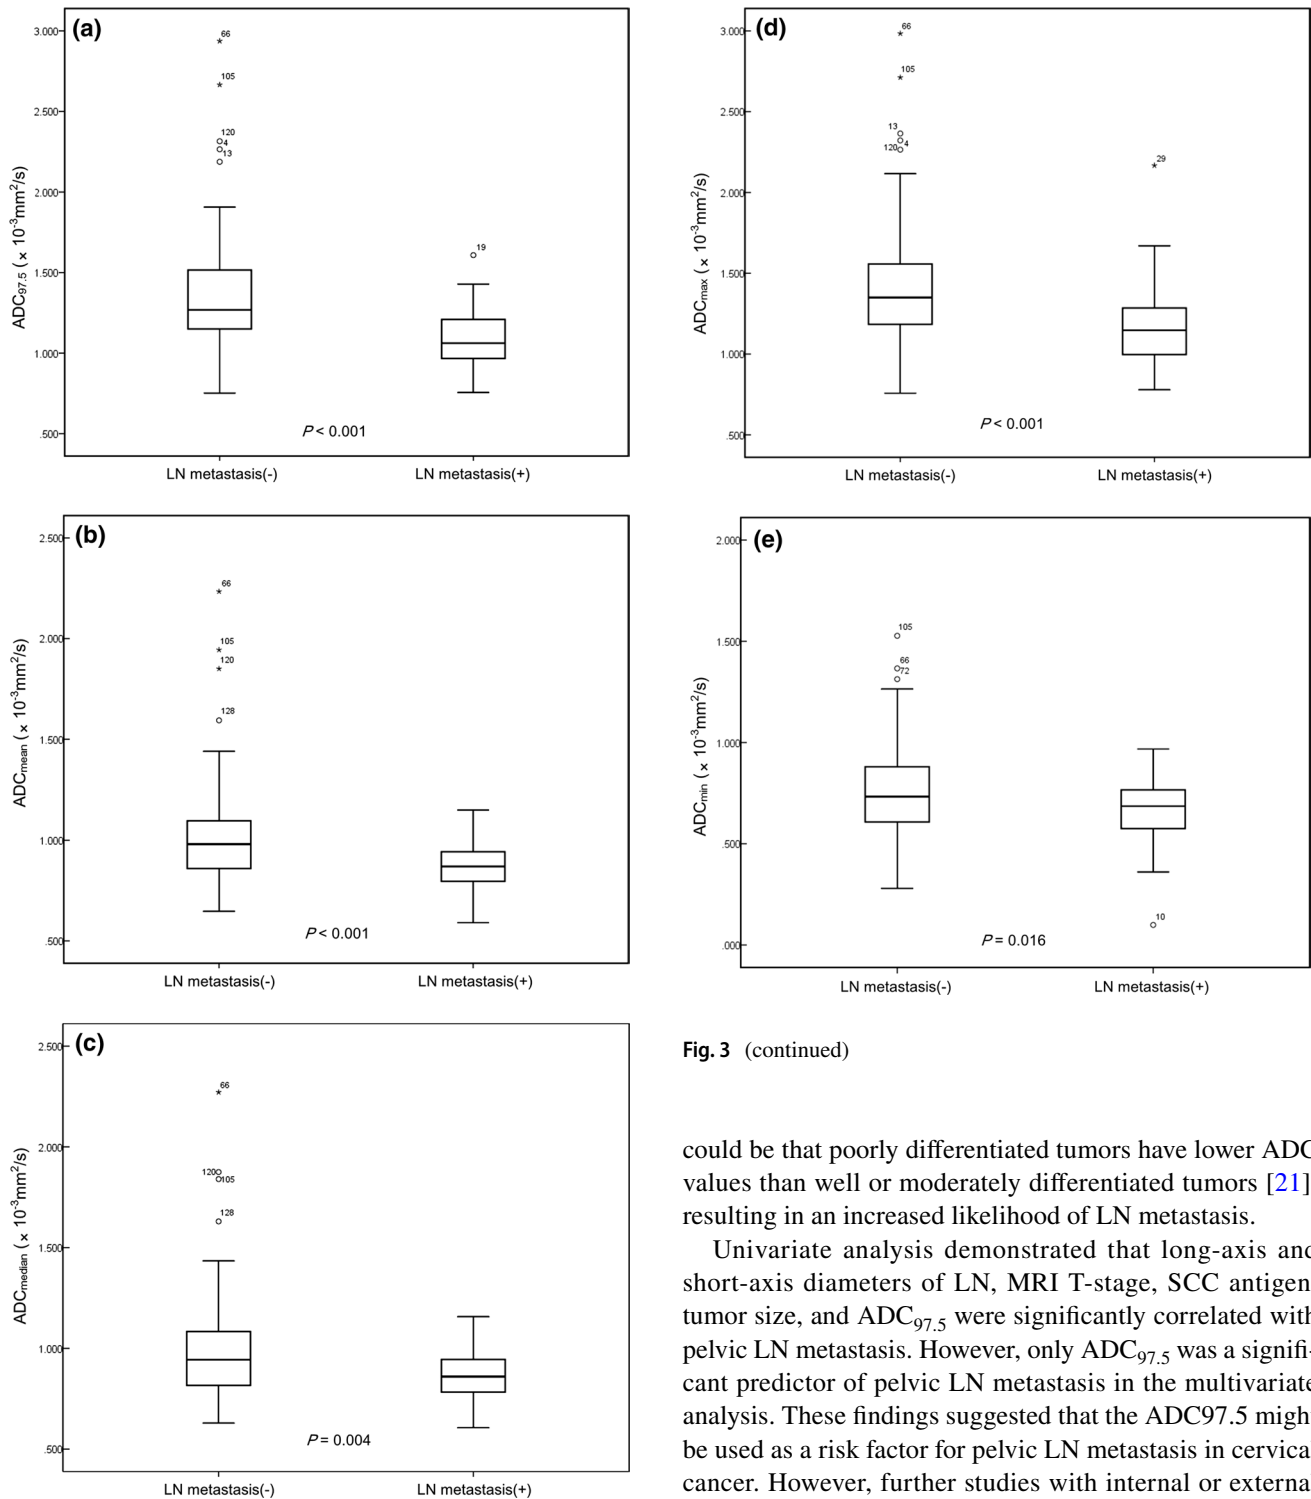 (a)
3.000
2.500
2.000
1.500
1.000
.500
ADC97.5 ( × 10-3mm2/s)
66
105
120
4
13
19
P < 0.001
LN metastasis(-) LN metastasis(+)
(b)
2.500
2.000
1.500
1.000
.500
ADCmean ( × 10-3mm2/s)
66
105
120
128
P < 0.001
LN metastasis(-) LN metastasis(+)
(c)
2.500
2.000
1.500
1.000
.500
ADCmedian ( × 10-3mm2/s)
66
120
105
128
P = 0.004
LN metastasis(-) LN metastasis(+)
(d)
3.000
2.500
2.000
1.500
1.000
.500
ADCmax ( × 10-3mm2/s)
66
105
13
4
120
29
P < 0.001
LN metastasis(-) LN metastasis(+)
(e)
2.000
1.500
1.000
.500
.000
ADCmin ( × 10-3mm2/s)
105
66
72
10
P = 0.016
LN metastasis(-) LN metastasis(+)
Fig. 3 (continued)
could be that poorly differentiated tumors have lower ADC
values than well or moderately differentiated tumors [21]
resulting in an increased likelihood of LN metastasis.
Univariate analysis demonstrated that long-axis and
short-axis diameters of LN, MRI T-stage, SCC antigen
tumor size, and ADC97.5 were significantly correlated with
pelvic LN metastasis. However, only ADC97.5 was a signifi-
cant predictor of pelvic LN metastasis in the multivariate
analysis. These findings suggested that the ADC97.5 might
be used as a risk factor for pelvic LN metastasis in cervica
cancer. However, further studies with internal or externa